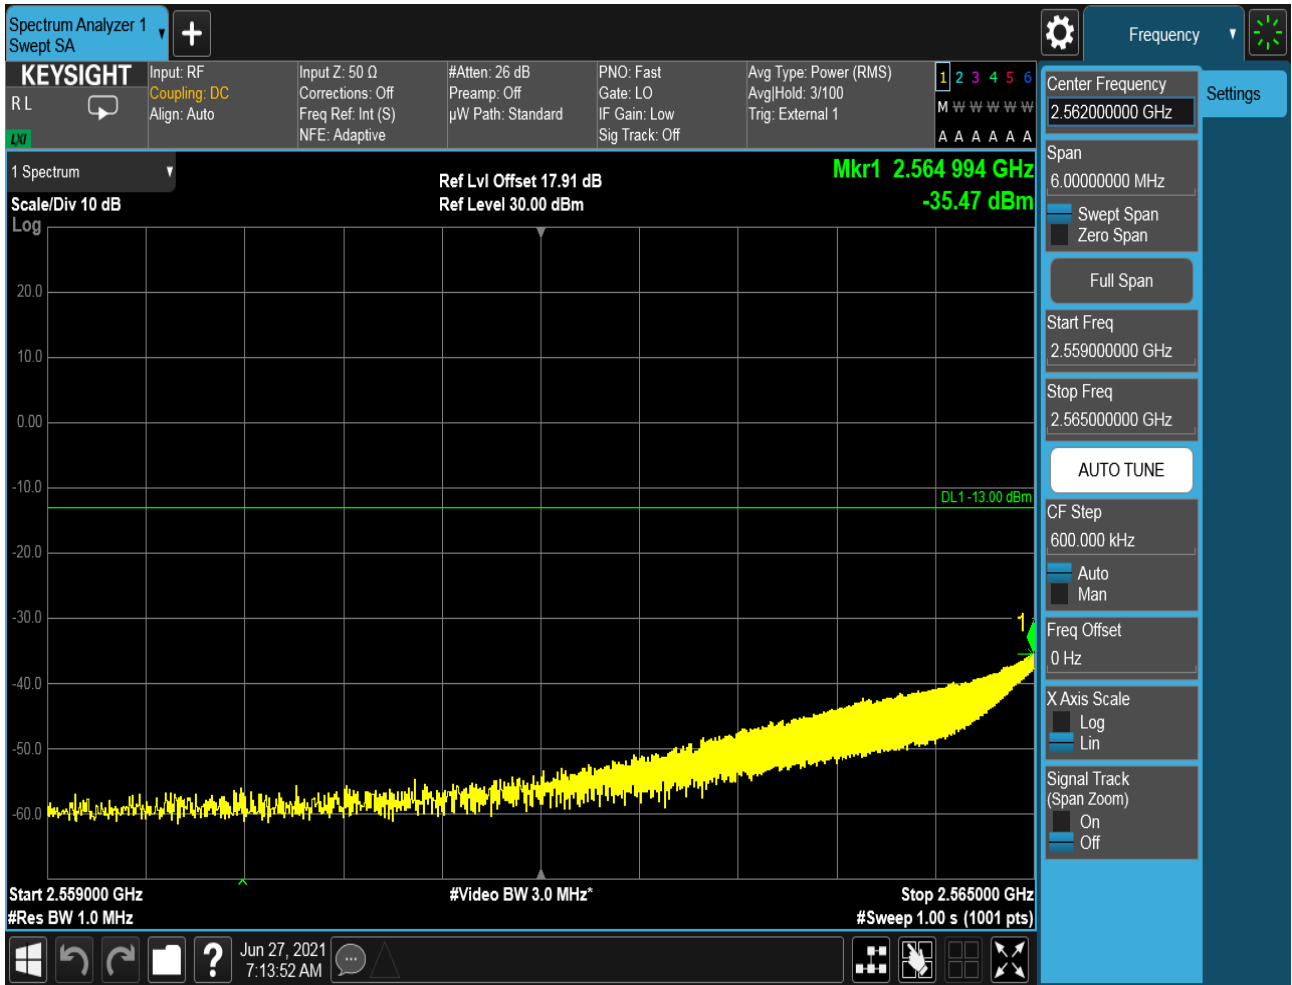 Spectrum Analyzer 1
Swept SA
Frequency
KEYSIGHT
R L
LXI
Input: RF
Coupling: DC
Align: Auto
Input Z: 50 Ω
Corrections: Off
Freq Ref: Int (S)
NFE: Adaptive
#Atten: 26 dB
Preamp: Off
µW Path: Standard
PNO: Fast
Gate: LO
IF Gain: Low
Sig Track: Off
Avg Type: Power (RMS)
Avg|Hold: 3/100
Trig: External 1
1 2 3 4 5 6
M W W W W W
A A A A A A
1 Spectrum
Scale/Div 10 dB
Log
Ref Lvl Offset 17.91 dB
Ref Level 30.00 dBm
Mkr1 2.564 994 GHz
-35.47 dBm
20.0
10.0
0.00
-10.0
-20.0
-30.0
-40.0
-50.0
-60.0
DL1 -13.00 dBm
1
Start 2.559000 GHz
#Res BW 1.0 MHz
#Video BW 3.0 MHz*
Stop 2.565000 GHz
#Sweep 1.00 s (1001 pts)
Center Frequency
2.562000000 GHz
Settings
Span
6.00000000 MHz
Swept Span
Zero Span
Full Span
Start Freq
2.559000000 GHz
Stop Freq
2.565000000 GHz
AUTO TUNE
CF Step
600.000 kHz
Auto
Man
Freq Offset
0 Hz
X Axis Scale
Log
Lin
Signal Track
(Span Zoom)
On
Off
?
Jun 27, 2021
7:13:52 AM